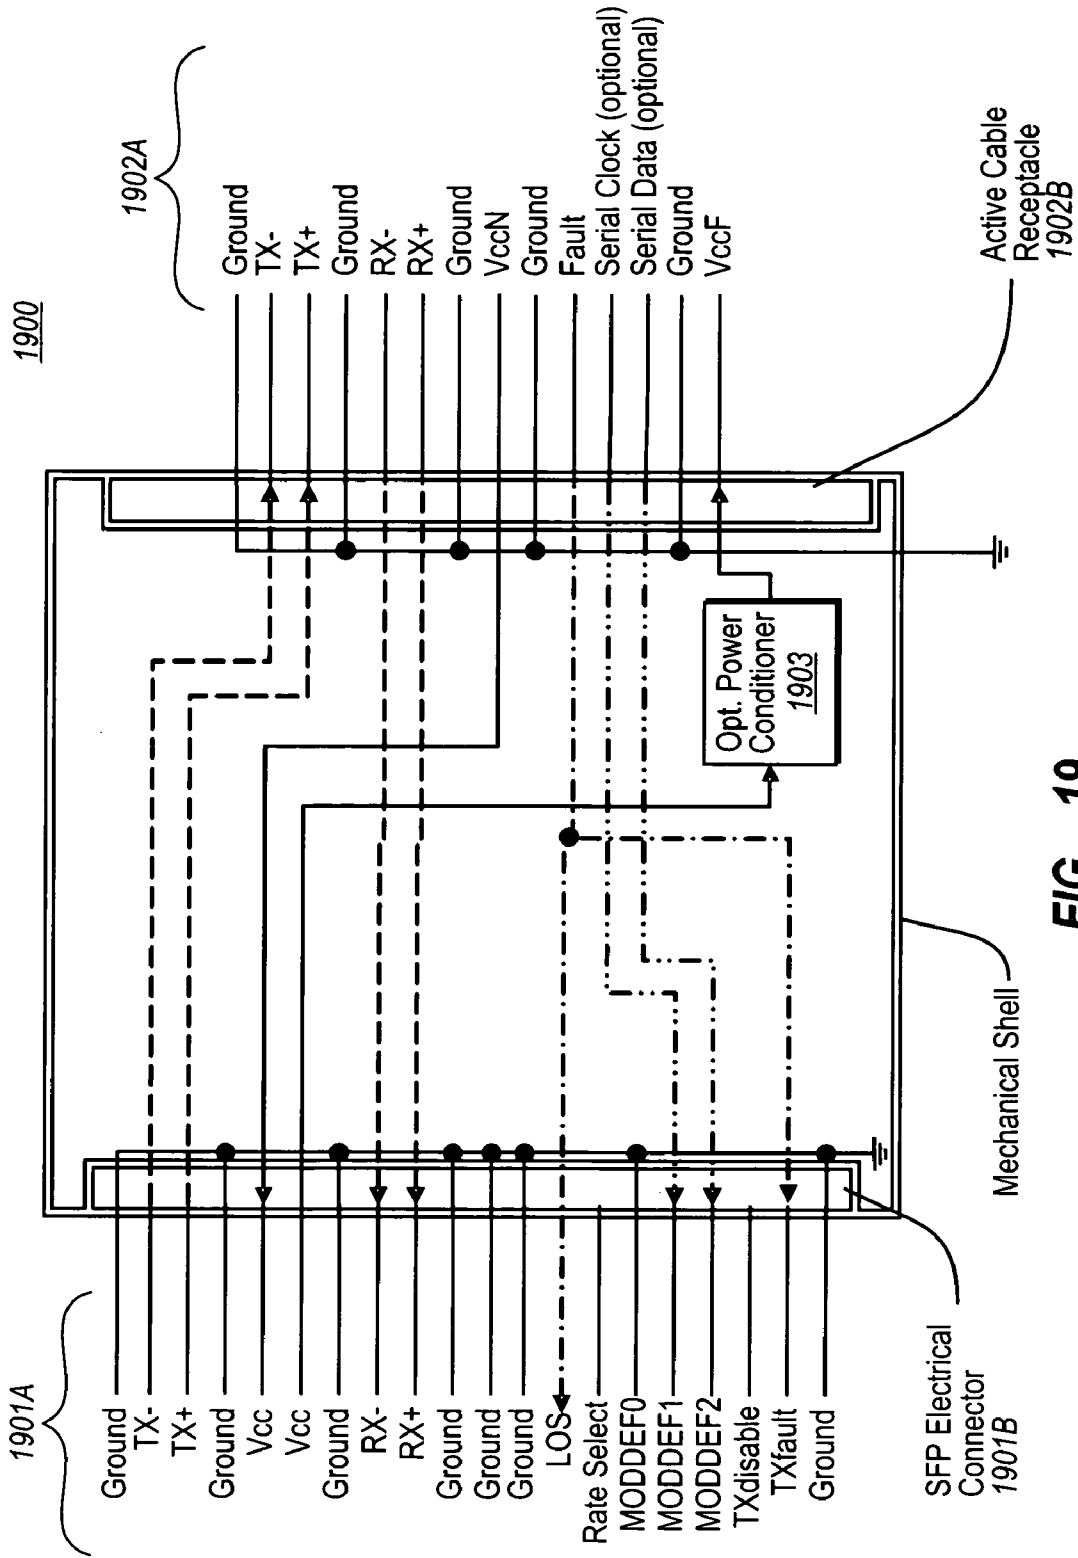 1900
1901A
Ground
TX-
TX+
Ground
Vcc
Vcc
Ground
RX-
RX+
Ground
Ground
Ground
LOS
Rate Select
MODDEF0
MODDEF1
MODDEF2
TXdisable
TXfault
Ground
SFP Electrical
Connector
1901B
Mechanical Shell
Opt. Power
Conditioner
1903
1902A
Ground
TX-
TX+
Ground
RX-
RX+
Ground
VccN
Ground
Fault
Serial Clock (optional)
Serial Data (optional)
Ground
VccF
Active Cable
Receptacle
1902B
FIG. 19